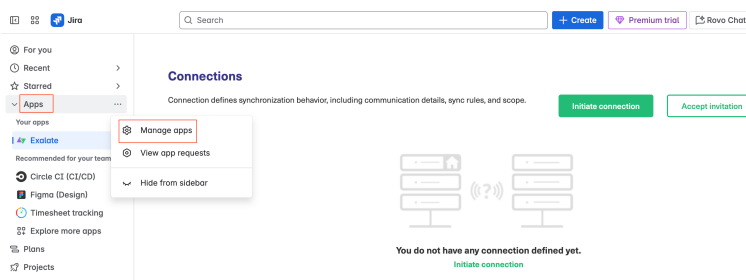 Jira
Search
+ Create
Premium trial
Rovo Chat
For you
Recent
Starred
Apps
Your apps
Exalate
Recommended for your team
Circle CI (CI/CD)
Figma (Design)
Timesheet tracking
Explore more apps
Plans
Projects
Manage apps
View app requests
Hide from sidebar
Connections
Connection defines synchronization behavior, including communication details, sync rules, and scope.
Initiate connection
Accept invitation
You do not have any connection defined yet.
Initiate connection